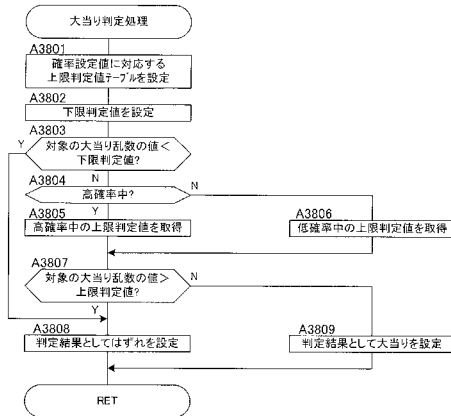 大当り判定処理
A3801
確率設定値に対応する
上限判定値テーブルを設定
A3802
下限判定値を設定
A3803
Y
対象の大当り乱数の値<
下限判定値?
N
A3804
高確率中?
N
A3805
Y
高確率中の上限判定値を取得
A3806
低確率中の上限判定値を取得
A3807
対象の大当り乱数の値>
上限判定値?
N
Y
A3808
判定結果としてはずれを設定
A3809
判定結果として大当りを設定
RET